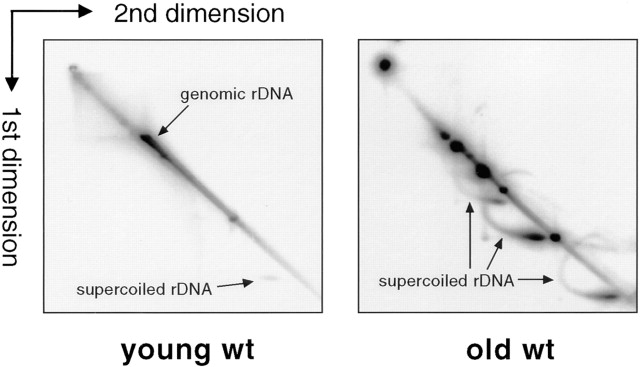 2nd dimension
1st dimension
genomic rDNA
supercoiled rDNA
supercoiled rDNA
young wt
old wt